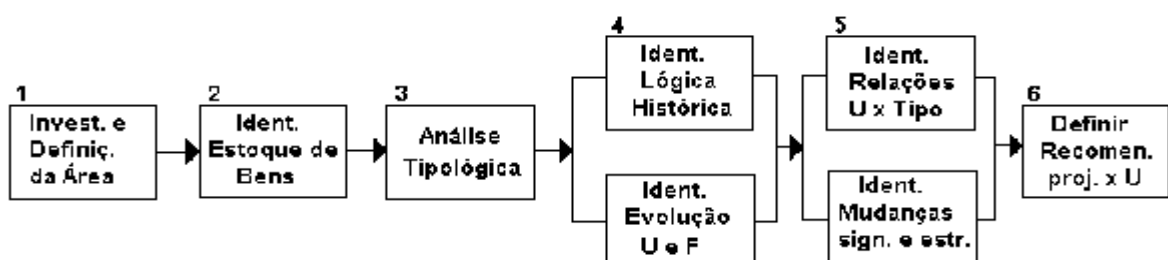 1
Invest. e
Definiç.
da Área
2
Ident.
Estoque de
Bens
3
Análise
Tipológica
4
Ident.
Lógica
Histórica
Ident.
Evolução
U e F
5
Ident.
Relações
U x Tipo
Ident.
Mudanças
sign. e estr.
6
Definir
Recomen.
proj. x U